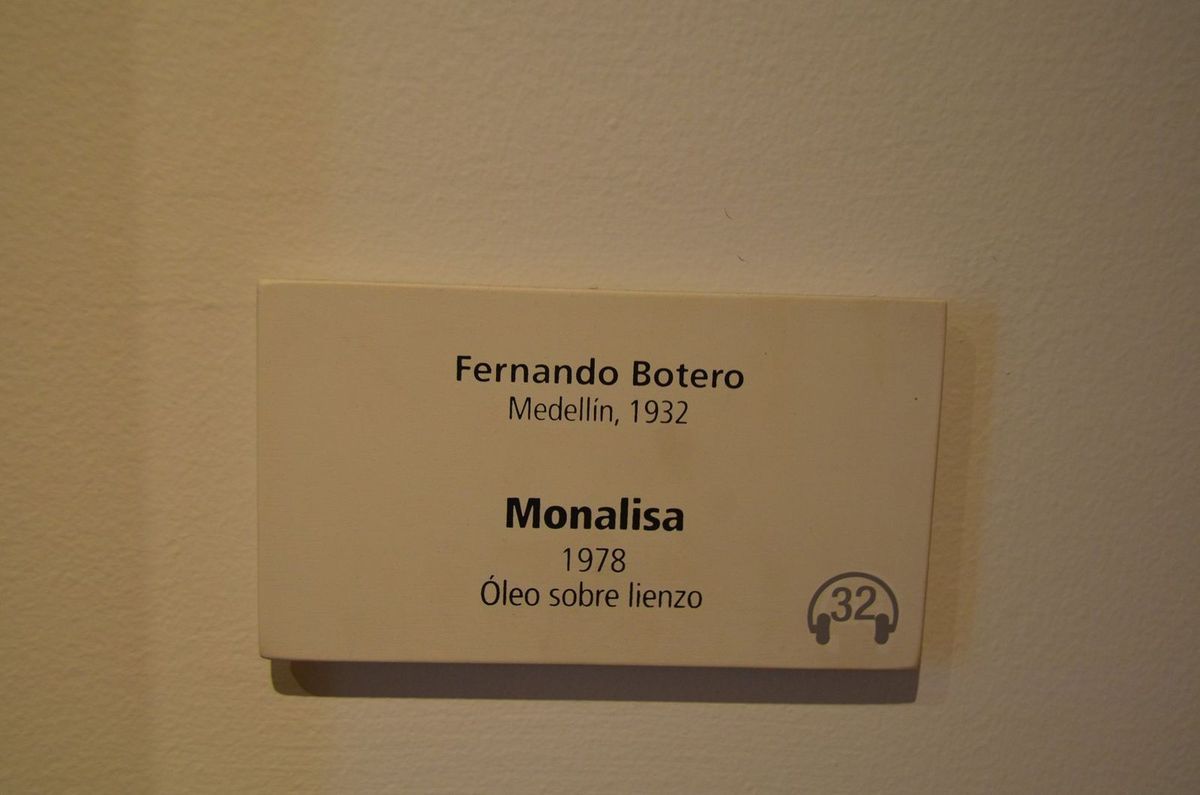 Fernando Botero
Medellín, 1932
Monalisa
1978
Óleo sobre lienzo
32